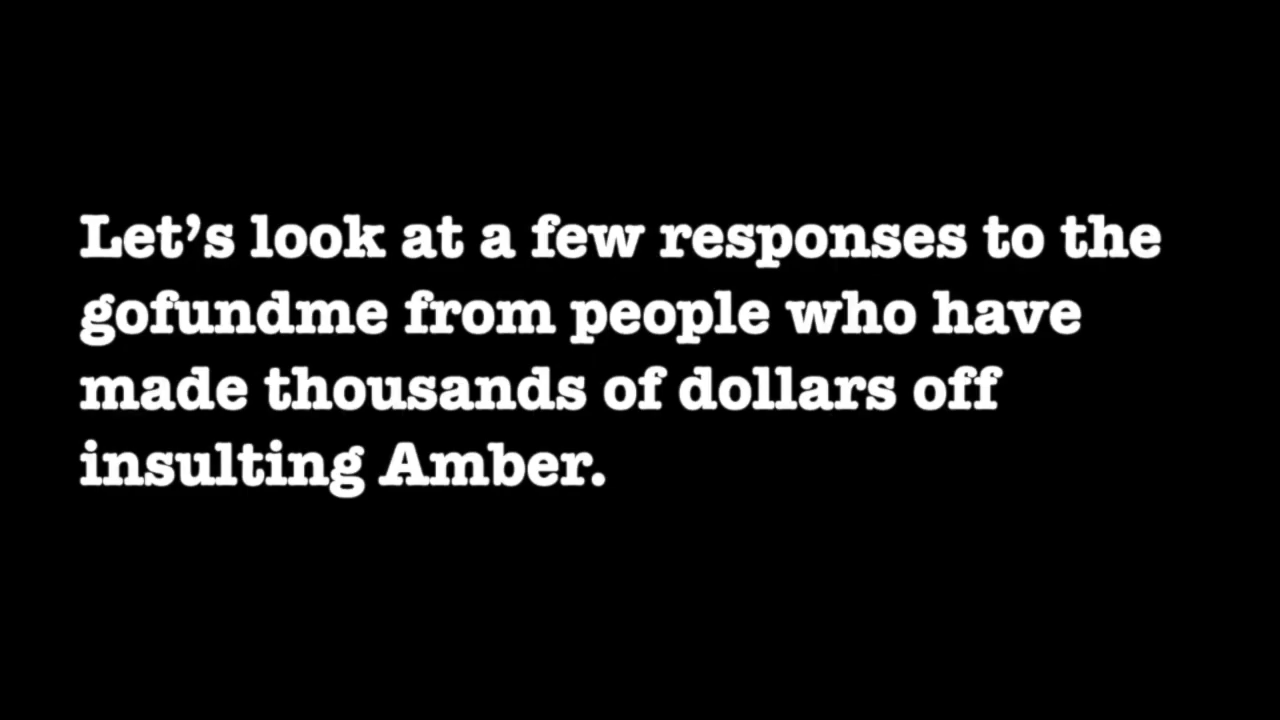 Let’s look at a few responses to the
gofundme from people who have
made thousands of dollars off
insulting Amber.